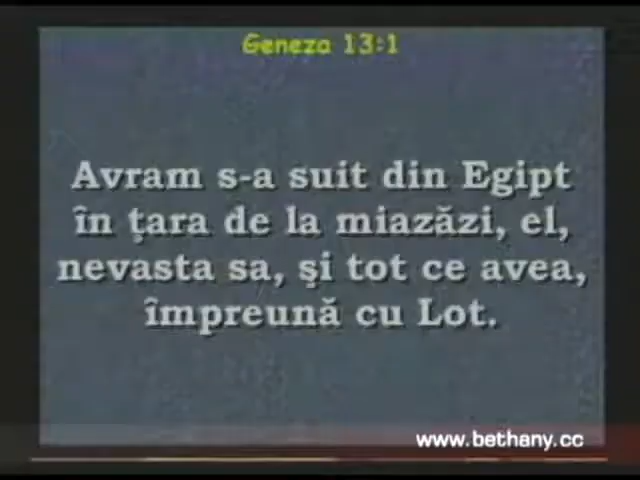 Geneza 13:1
Avram s-a suit din Egipt
în ţara de la miazăzi, el,
nevasta sa, şi tot ce avea,
împreună cu Lot.
www.bethany.cc